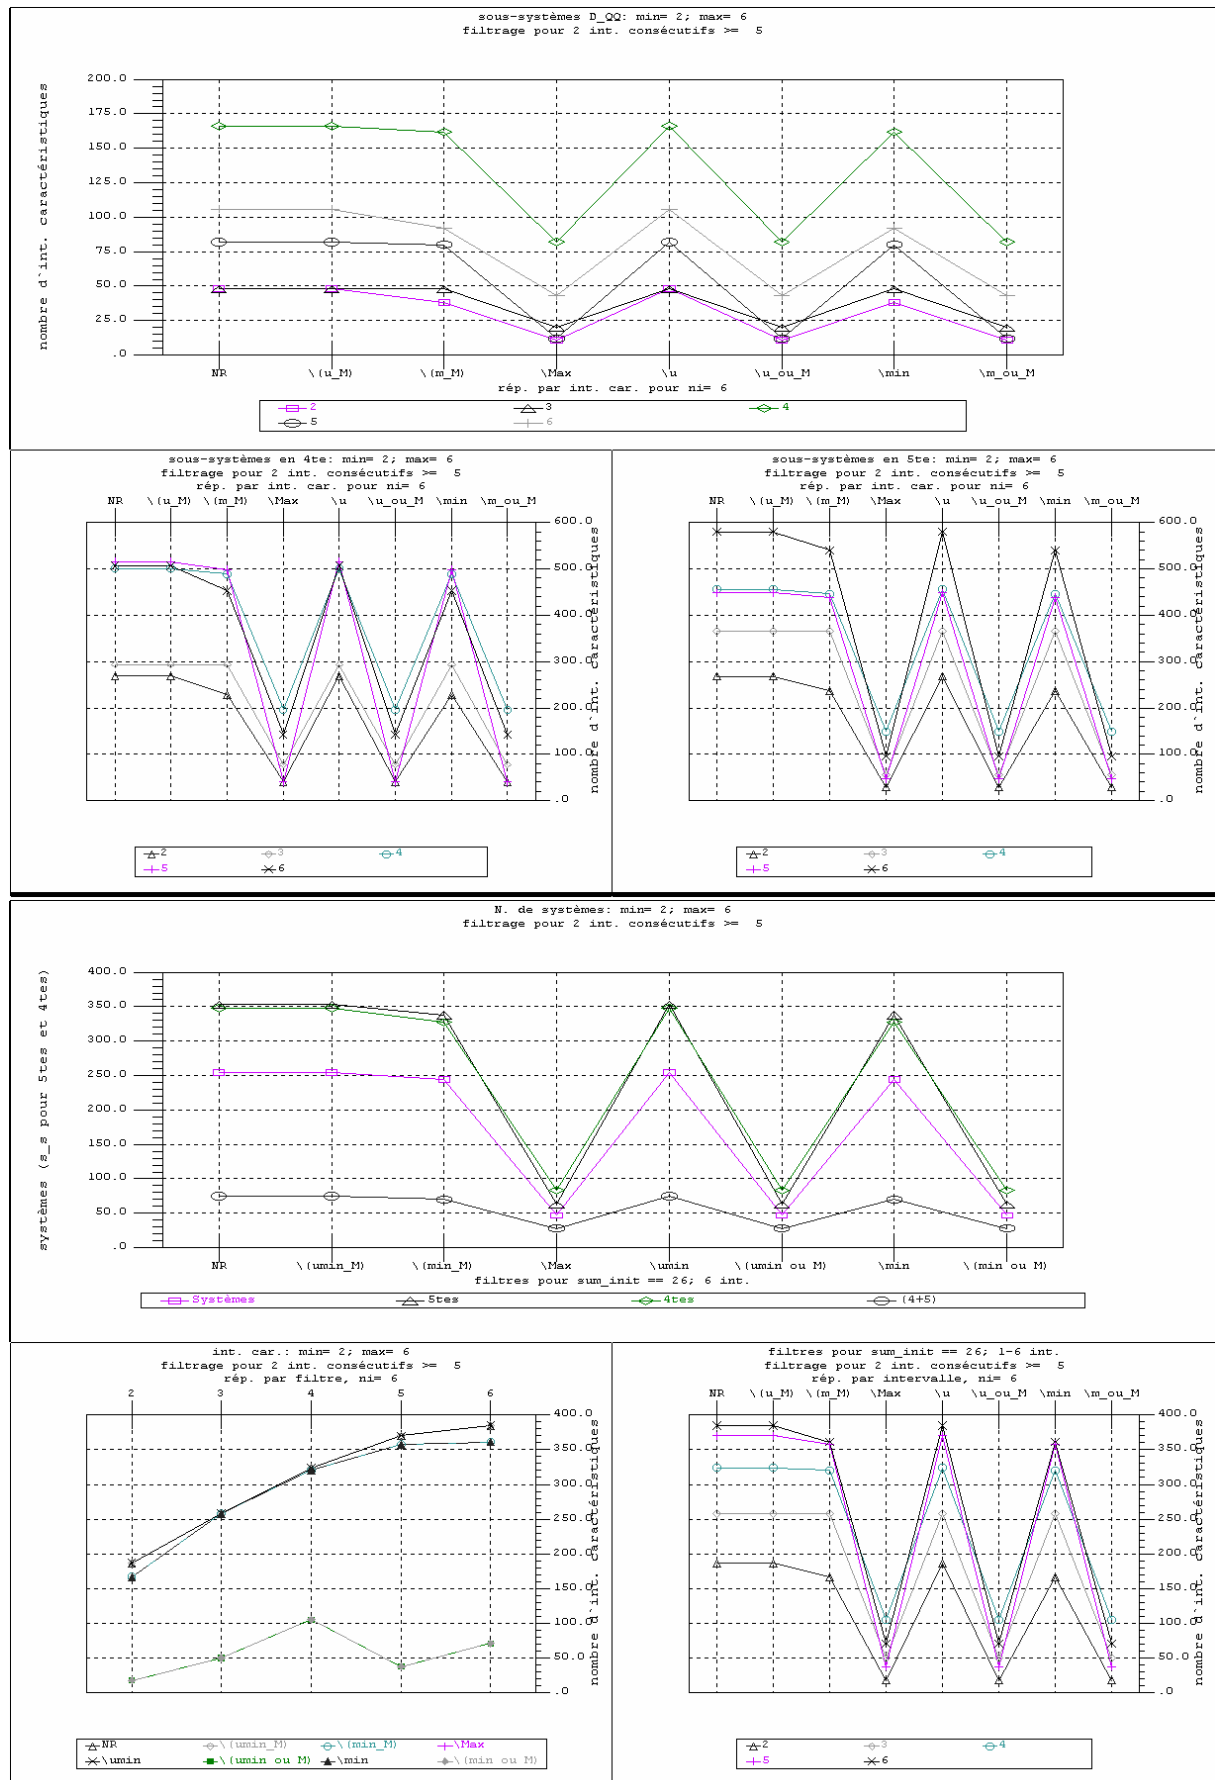 sous-systèmes D_QQ: min= 2; max= 6
filtrage pour 2 int. consécutifs >= 5
nombre d`int. caractéristiques
200.0
175.0
150.0
125.0
100.0
75.0
50.0
25.0
.0
NR \(u_M) \(m_M) \Max \u \u_ou_M \min \m_ou_M
rép. par int. car. pour ni= 6
2 3 4
5 6
sous-systèmes en 4te: min= 2; max= 6
filtrage pour 2 int. consécutifs >= 5
rép. par int. car. pour ni= 6
NR \(u_M) \(m_M) \Max \u \u_ou_M \min \m_ou_M
600.0
500.0
400.0
300.0
200.0
100.0
.0
nombre d`int. caractéristiques
2 3 4
5 6
sous-systèmes en 5te: min= 2; max= 6
filtrage pour 2 int. consécutifs >= 5
rép. par int. car. pour ni= 6
NR \(u_M) \(m_M) \Max \u \u_ou_M \min \m_ou_M
600.0
500.0
400.0
300.0
200.0
100.0
.0
nombre d`int. caractéristiques
2 3 4
5 6
N. de systèmes: min= 2; max= 6
filtrage pour 2 int. consécutifs >= 5
systèmes (s_s pour 5tes et 4tes)
400.0
350.0
300.0
250.0
200.0
150.0
100.0
50.0
.0
NR \(umin_M) \(min_M) \Max \umin \(umin ou M) \min \(min ou M)
filtres pour sum_init == 26; 6 int.
Systèmes 5tes 4tes (4+5)
int. car.: min= 2; max= 6
filtrage pour 2 int. consécutifs >= 5
rép. par filtre, ni= 6
2 3 4 5 6
400.0
350.0
300.0
250.0
200.0
150.0
100.0
50.0
.0
nombre d`int. caractéristiques
NR \(umin_M) \(min_M) \Max
\umin \(umin ou M) \min \(min ou M)
filtres pour sum_init == 26; 1-6 int.
filtrage pour 2 int. consécutifs >= 5
rép. par intervalle, ni= 6
NR \(u_M) \(m_M) \Max \u \u_ou_M \min \m_ou_M
400.0
350.0
300.0
250.0
200.0
150.0
100.0
50.0
.0
nombre d`int. caractéristiques
2 3 4
5 6